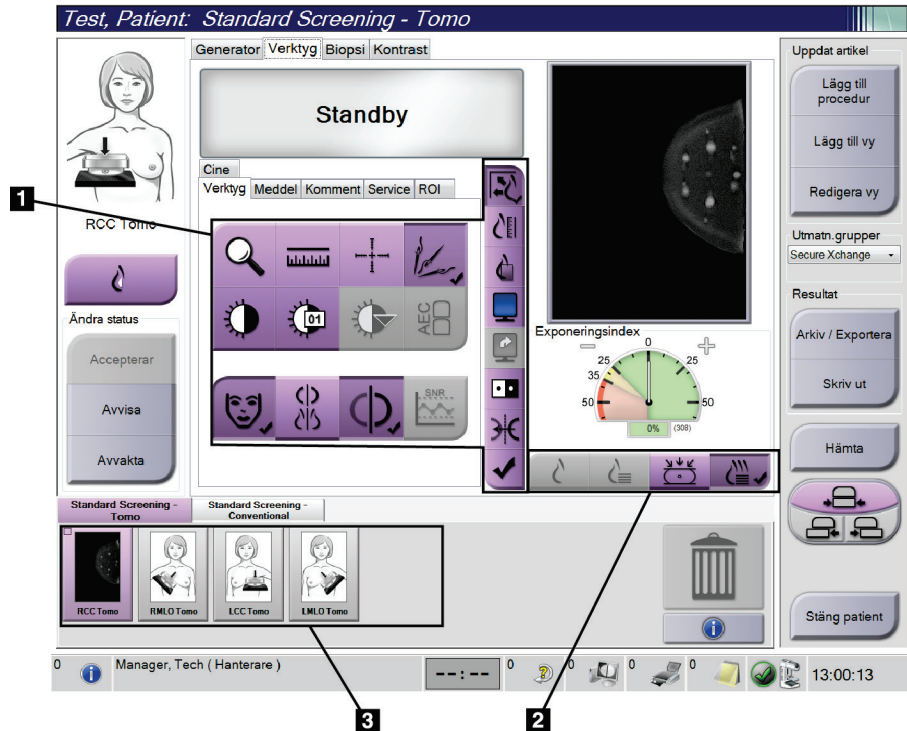 Test, Patient: Standard Screening - Tomo
Generator Verktyg Biopsi Kontrast
Uppdat artikel
Lägg till
procedur
Lägg till vy
Redigera vy
Standby
Cine
Verktyg Meddel Komment Service ROI
1
RCC Tomo
Utmatn.grupper
Secure Xchange
01
AEC
Resultat
Arkiv / Exportera
Skriv ut
Ändra status
Accepterar
Avvisa
Avvakta
Exponeringsindex
0
25 25
35
50 50
0% (308)
SNR
Hämta
Standard Screening -
Tomo
Standard Screening -
Conventional
RCC Tomo
RMLO Tomo
LCC Tomo
LMLO Tomo
Stäng patient
0 Manager, Tech ( Hanterare ) --:-- 0 0 0 0 13:00:13
3
2